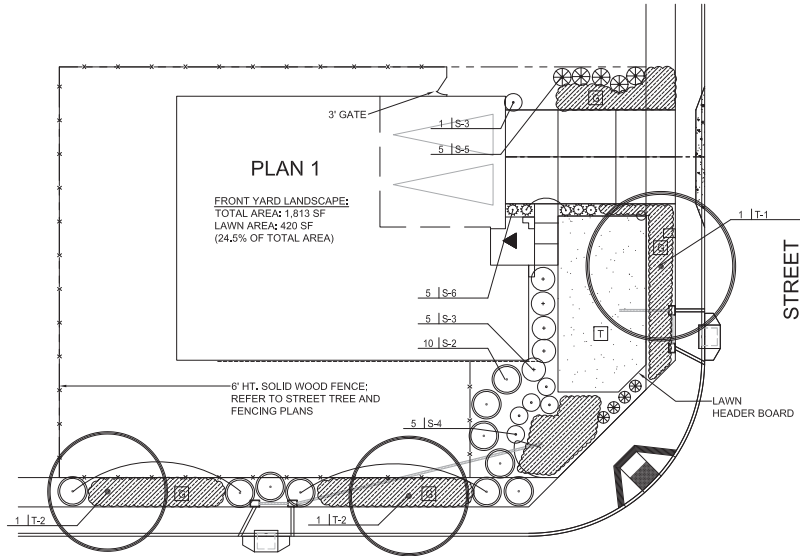 3' GATE
1 | S-3
5 | S-5
PLAN 1
FRONT YARD LANDSCAPE:
TOTAL AREA: 1,813 SF
LAWN AREA: 420 SF
(24.5% OF TOTAL AREA)
G
1 | T-1
G
STREET
5 | S-6
5 | S-3
10 | S-2
T
6' HT. SOLID WOOD FENCE;
REFER TO STREET TREE AND
FENCING PLANS
LAWN
HEADER BOARD
5 | S-4
G
G
1 | T-2
1 | T-2